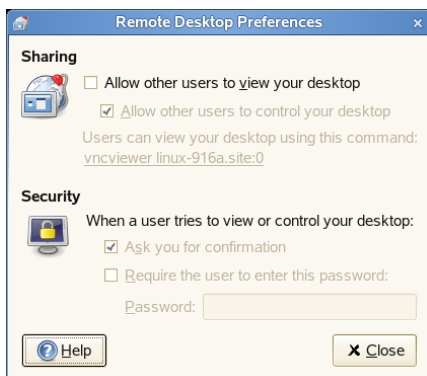 Remote Desktop Preferences
Sharing
Allow other users to view your desktop
Allow other users to control your desktop
Users can view your desktop using this command:
vncviewer linux-916a.site:0
Security
When a user tries to view or control your desktop:
Ask you for confirmation
Require the user to enter this password:
Password:
Help
Close